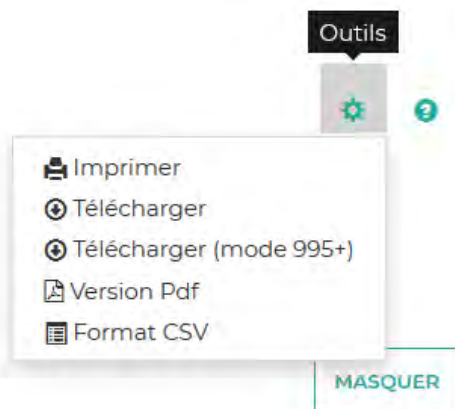 Outils
Imprimer
Télécharger
Télécharger (mode 995+)
Version Pdf
Format CSV
MASQUER